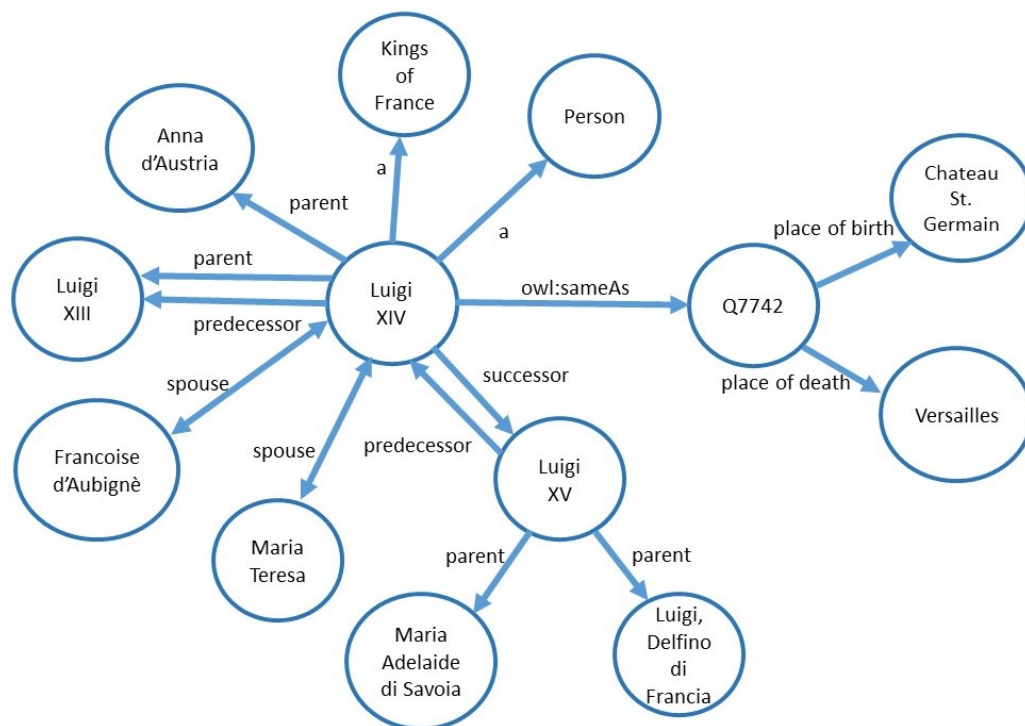 Kings
of
France
Person
Anna
d'Austria
a
Chateau
St.
Germain
parent
a
place of birth
parent
Luigi
XIII
Luigi
XIV
owl:sameAs
Q7742
predecessor
spouse
successor
place of death
Versailles
Francoise
d'Aubignè
spouse
predecessor
Luigi
XV
Maria
Teresa
parent
parent
Maria
Adelaide
di Savoia
Luigi,
Delfino
di
Francia